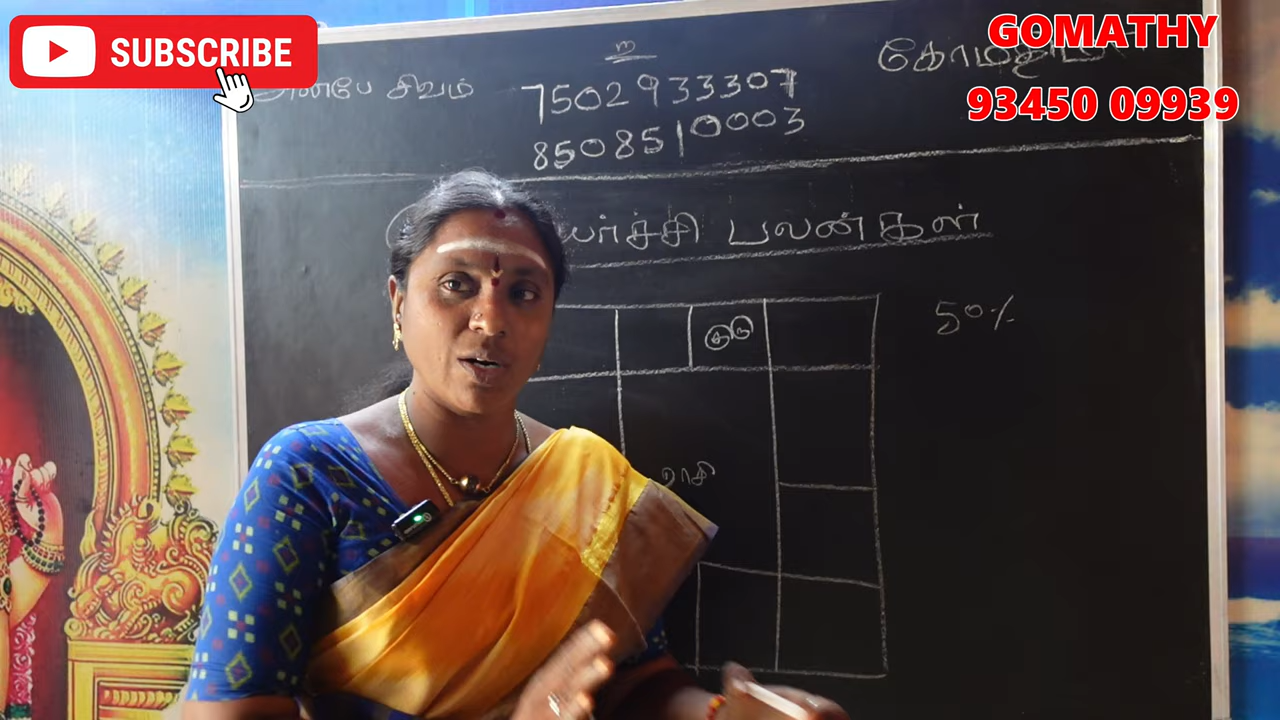 SUBSCRIBE
GOMATHY
93450 09939
சிவம்
7502933307
8508510003
பலன்கள்
குரு
50%
ராசி